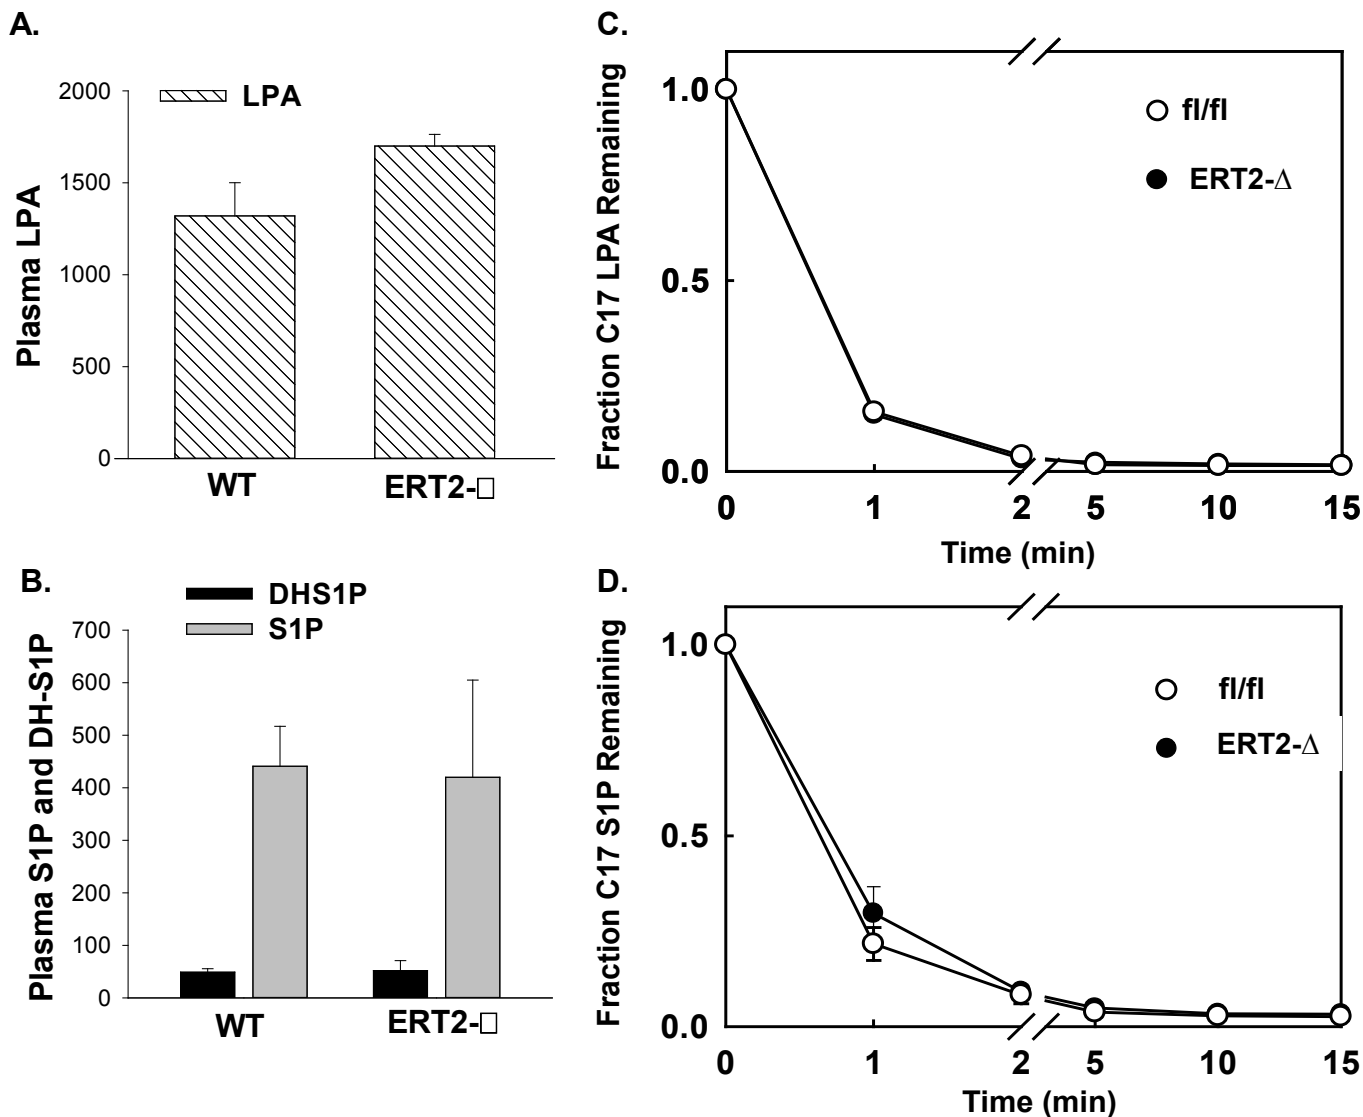 A.
LPA
2000
1500
1000
500
0
Plasma LPA
WT
ERT2-□
B.
DHS1P
S1P
700
600
500
400
300
200
100
0
Plasma S1P and DH-S1P
WT
ERT2-□
C.
fl/fl
ERT2-Δ
1.0
0.5
0.0
Fraction C17 LPA Remaining
0 1 2 5 10 15
Time (min)
D.
fl/fl
ERT2-Δ
1.0
0.5
0.0
Fraction C17 S1P Remaining
0 1 2 5 10 15
Time (min)